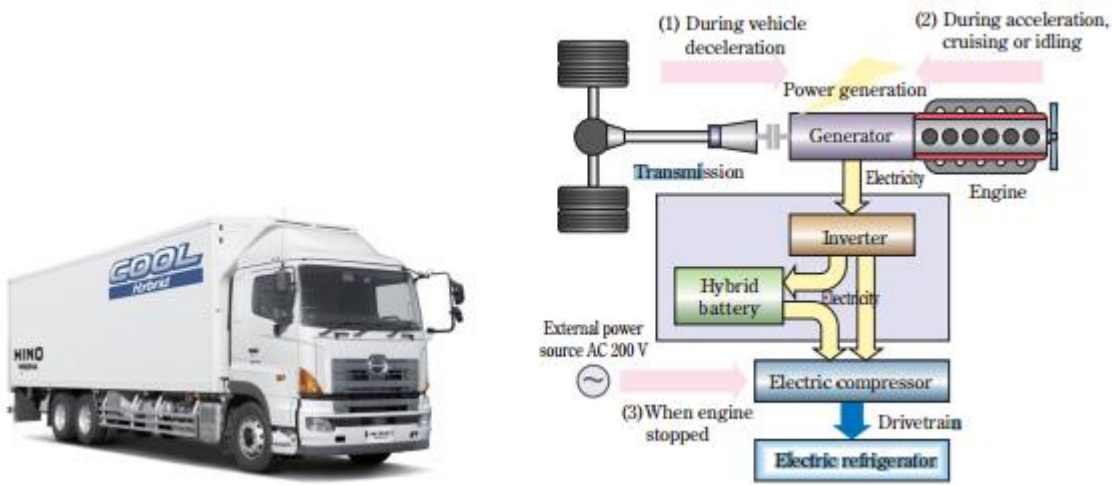 COOL
Hybrid
HINO
(1) During vehicle
deceleration
(2) During acceleration,
cruising or idling
Power generation
Generator
Transmission
Electricity
Engine
Inverter
Hybrid
battery
Electricity
External power
source AC 200 V
~
Electric compressor
(3) When engine
stopped
Drivetrain
Electric refrigerator